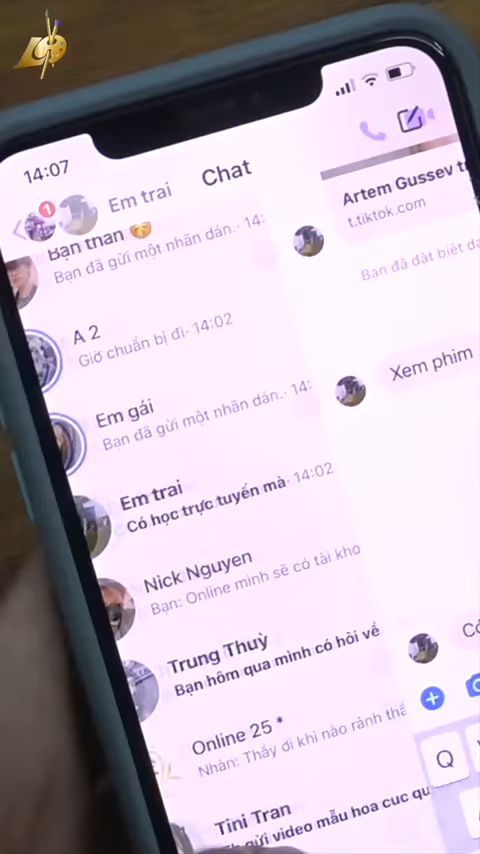 14:07
1
Em trai
Chat
Bạn thân
Bạn đã gửi một nhãn dán.· 14:
A 2
Giờ chuẩn bị đi· 14:02
Em gái
Bạn đã gửi một nhãn dán.· 14:
Em trai
Có học trực tuyến mà· 14:02
Nick Nguyen
Bạn: Online mình sẽ có tài kho
Trung Thuỳ
Bạn hôm qua mình có hỏi về
Online 25 *
Nhàn: Thầy ơi khi nào rảnh
Tini Tran
gửi video mẫu hoa cuc
Artem Gussev
t.tiktok.com
Bạn đã đặt biệt
Xem phim
Q